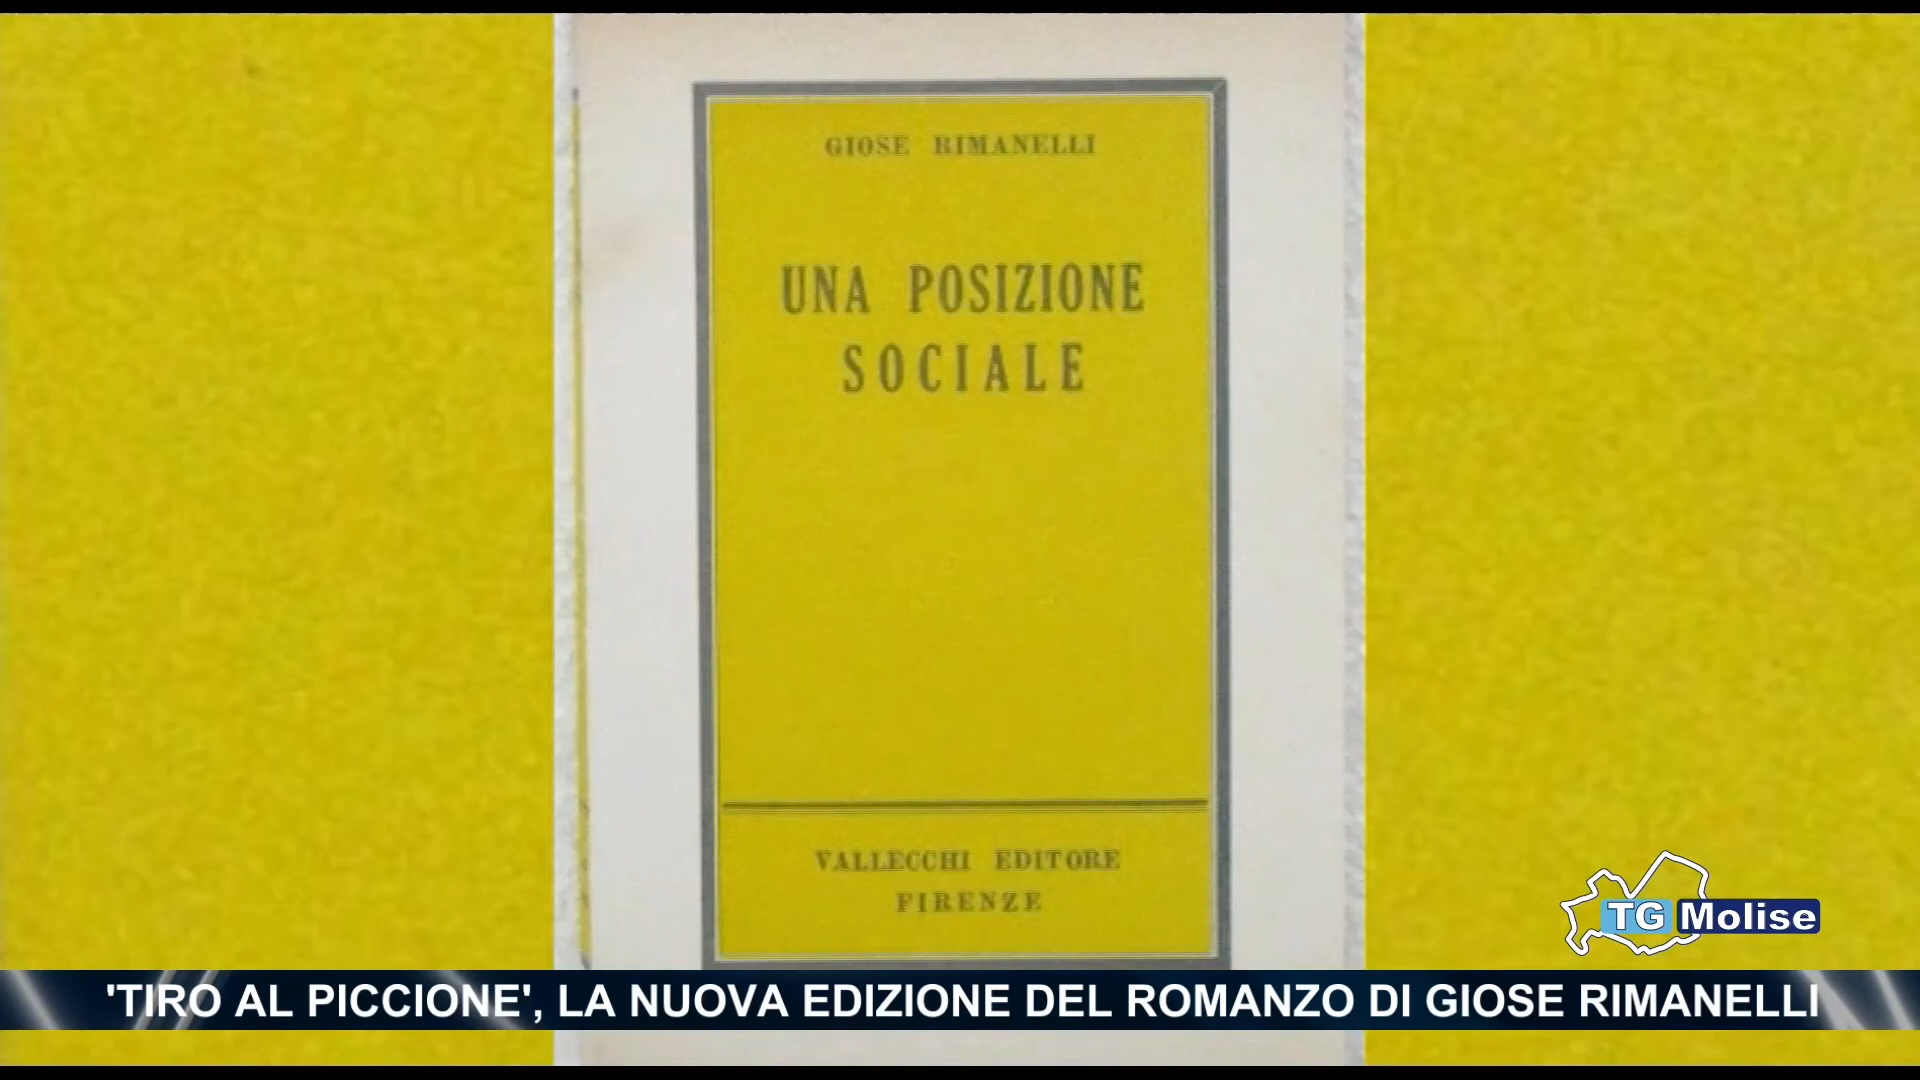 GIOSE RIMANELLI
UNA POSIZIONE
SOCIALE
VALLECCHI EDITORE
FIRENZE
TG Molise
'TIRO AL PICCIONE', LA NUOVA EDIZIONE DEL ROMANZO DI GIOSE RIMANELLI